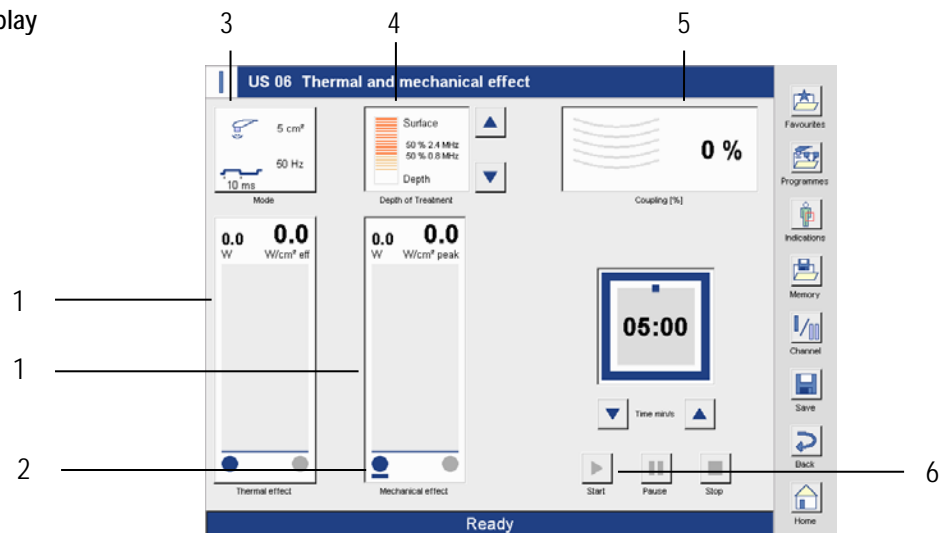 play
3
4
5
US 06 Thermal and mechanical effect
5 cm²
50 Hz
10 ms
Mode
Surface
50 % 2.4 MHz
50 % 0.8 MHz
Depth
Depth of Treatment
0 %
Coupling [%]
0.0 0.0
W W/cm² eff
0.0 0.0
W W/cm² peak
1
1
2
Thermal effect
Mechanical effect
05:00
Time min/s
Start
Pause
Stop
6
Ready
Favourites
Programmes
Indications
Memory
Channel
Save
Back
Home